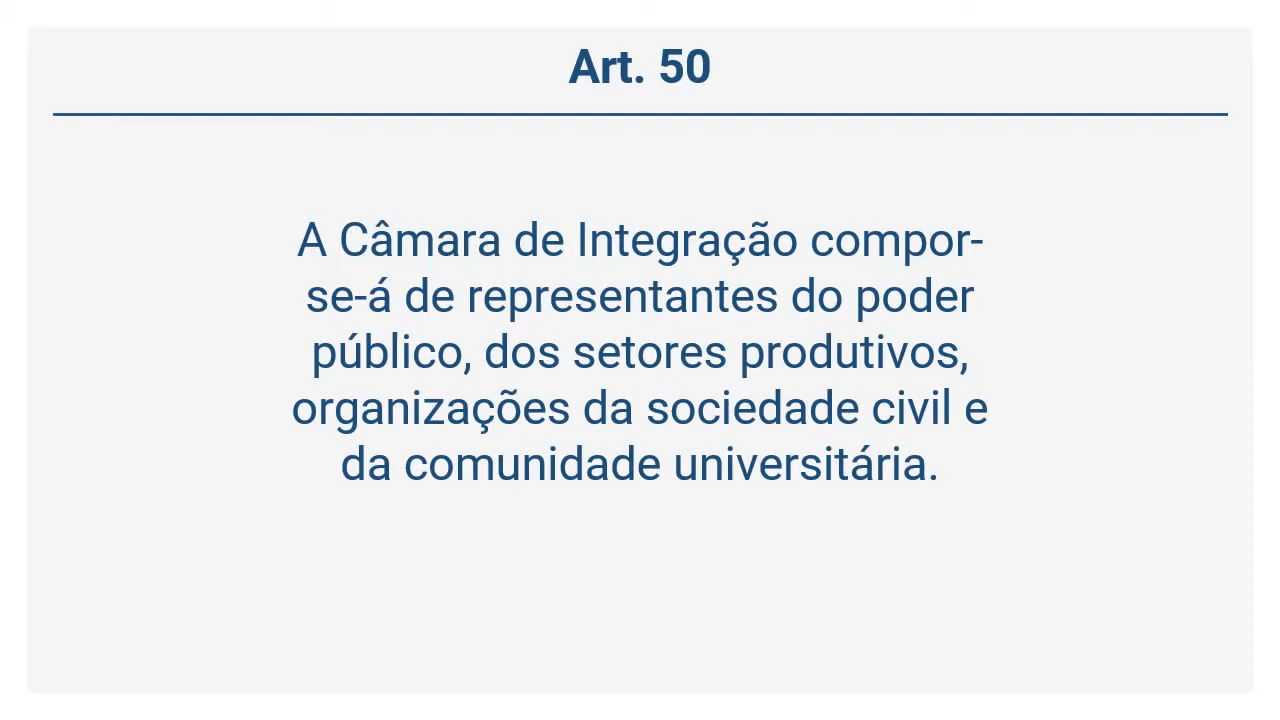 Art. 50
A Câmara de Integração compor-
se-á de representantes do poder
público, dos setores produtivos,
organizações da sociedade civil e
da comunidade universitária.